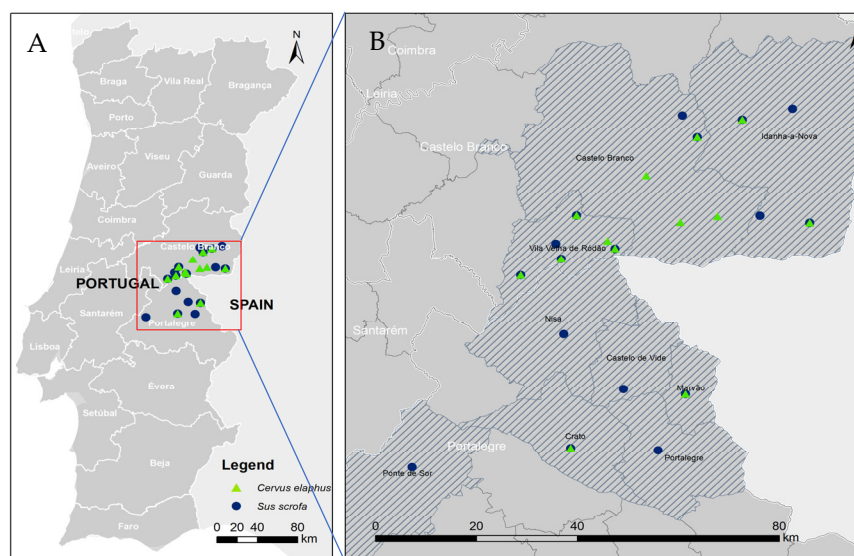 A
N
Braga
Vila Real
Bragança
Porto
Viseu
Aveiro
Guarda
Coimbra
Castelo Branco
Leiria
PORTUGAL
SPAIN
Santarém
Portalegre
Lisboa
Évora
Setúbal
Beja
Faro
Legend
Cervus elaphus
Sus scrofa
0 20 40 60 80
km
B
Coimbra
Leiria
Castelo Branco
Castelo Branco
Idanha-a-Nova
Vila Velha de Ródão
Santarém
Nisa
Castelo de Vide
Marvão
Crato
Portalegre
Portalegre
Ponte de Sor
0 20 40 60 80
km